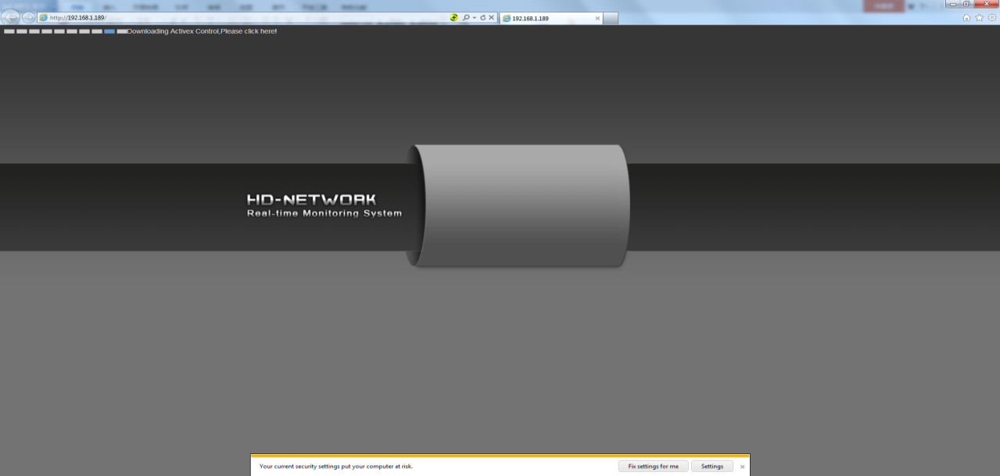 http://192.168.1.189/
192.168.1.189
Downloading Activex Control,Please click here!
HD-NETWORK
Real-time Monitoring System
Your current security settings put your computer at risk.
Fix settings for me
Settings